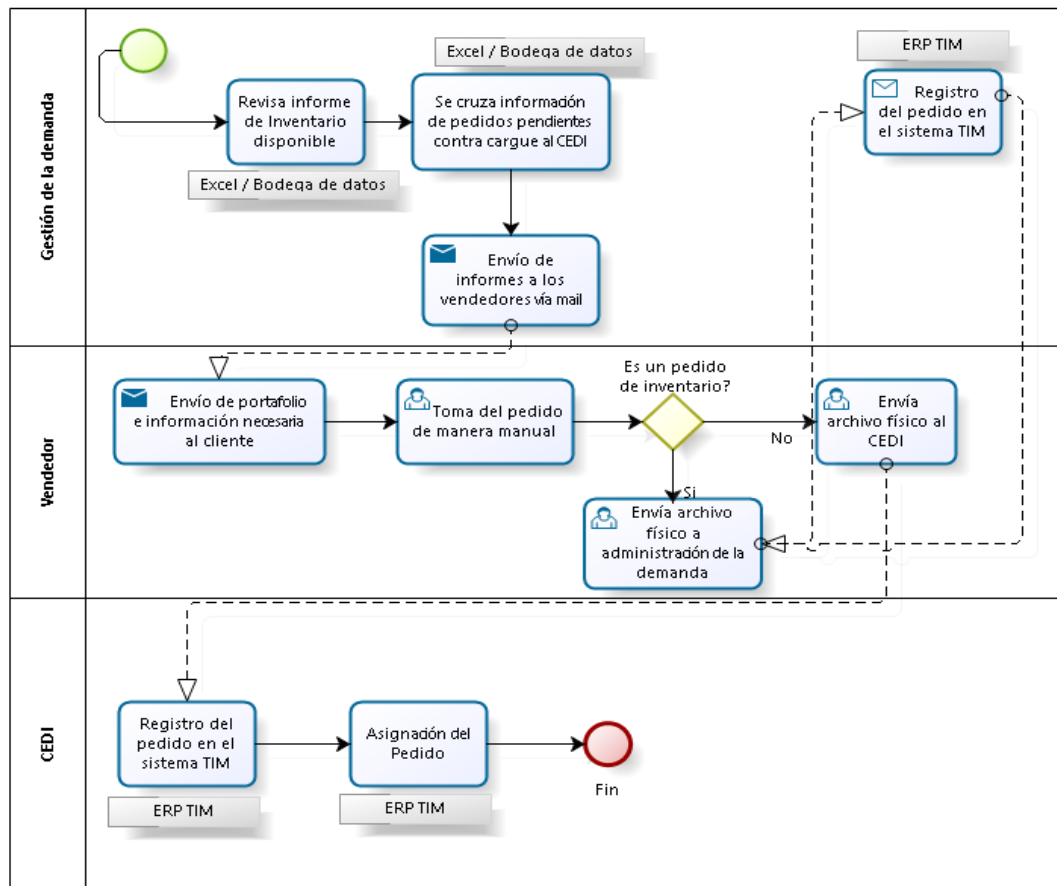 Gestión de la demanda
Excel / Bodega de datos
Revisa informe
de Inventario
disponible
Excel / Bodega de datos
Se cruza información
de pedidos pendientes
contra cargue al CEDI
Envío de
informes a los
vendedores vía mail
ERP TIM
Registro
del pedido en
el sistema TIM
Vendedor
Envío de portafolio
e información necesaria
al cliente
Toma del pedido
de manera manual
Es un pedido
de inventario?
No
Si
Envía
archivo físico al
CEDI
Envía archivo
físico a
administración de la
demanda
CEDI
Registro del
pedido en el
sistema TIM
ERP TIM
Asignación del
Pedido
ERP TIM
Fin